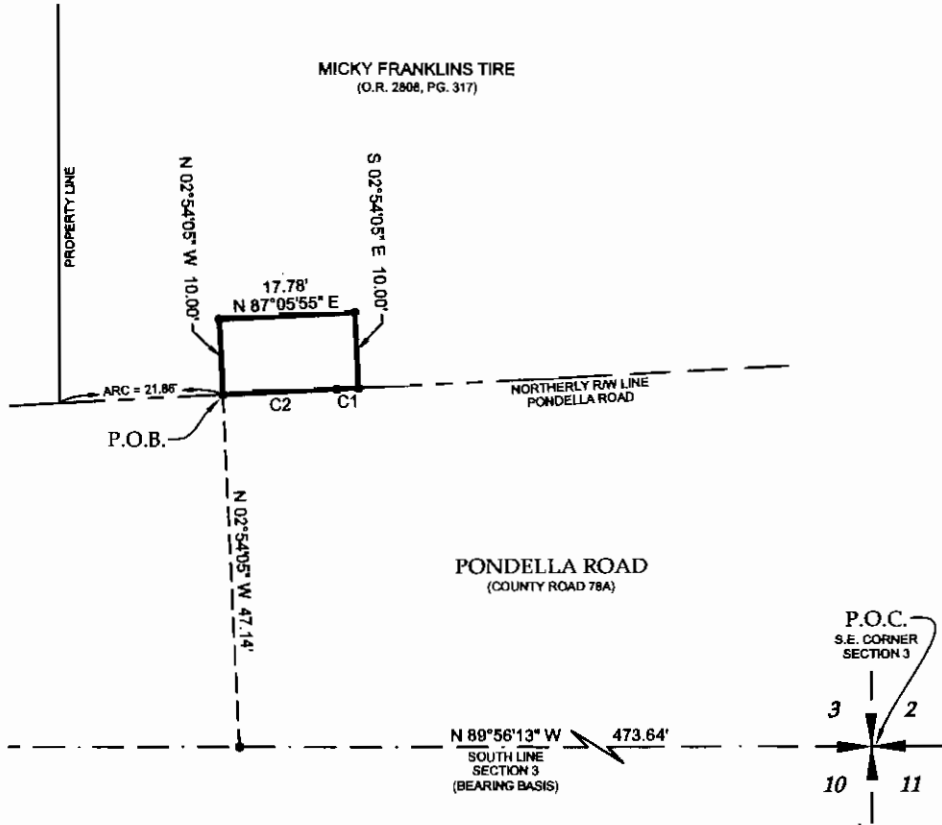 MICKY FRANKLINS TIRE
(O.R. 2806, PG. 317)
PROPERTY LINE
N 02°54'05" W 10.00'
S 02°54'05" E 10.00'
17.78'
N 87°05'55" E
ARC = 21.86'
C2
C1
NORTHERLY R/W LINE
PONDELLA ROAD
P.O.B.
N 02°54'05" W 47.14'
PONDELLA ROAD
(COUNTY ROAD 78A)
P.O.C.
S.E. CORNER
SECTION 3
3
2
N 89°56'13" W
473.64'
SOUTH LINE
SECTION 3
(BEARING BASIS)
10
11